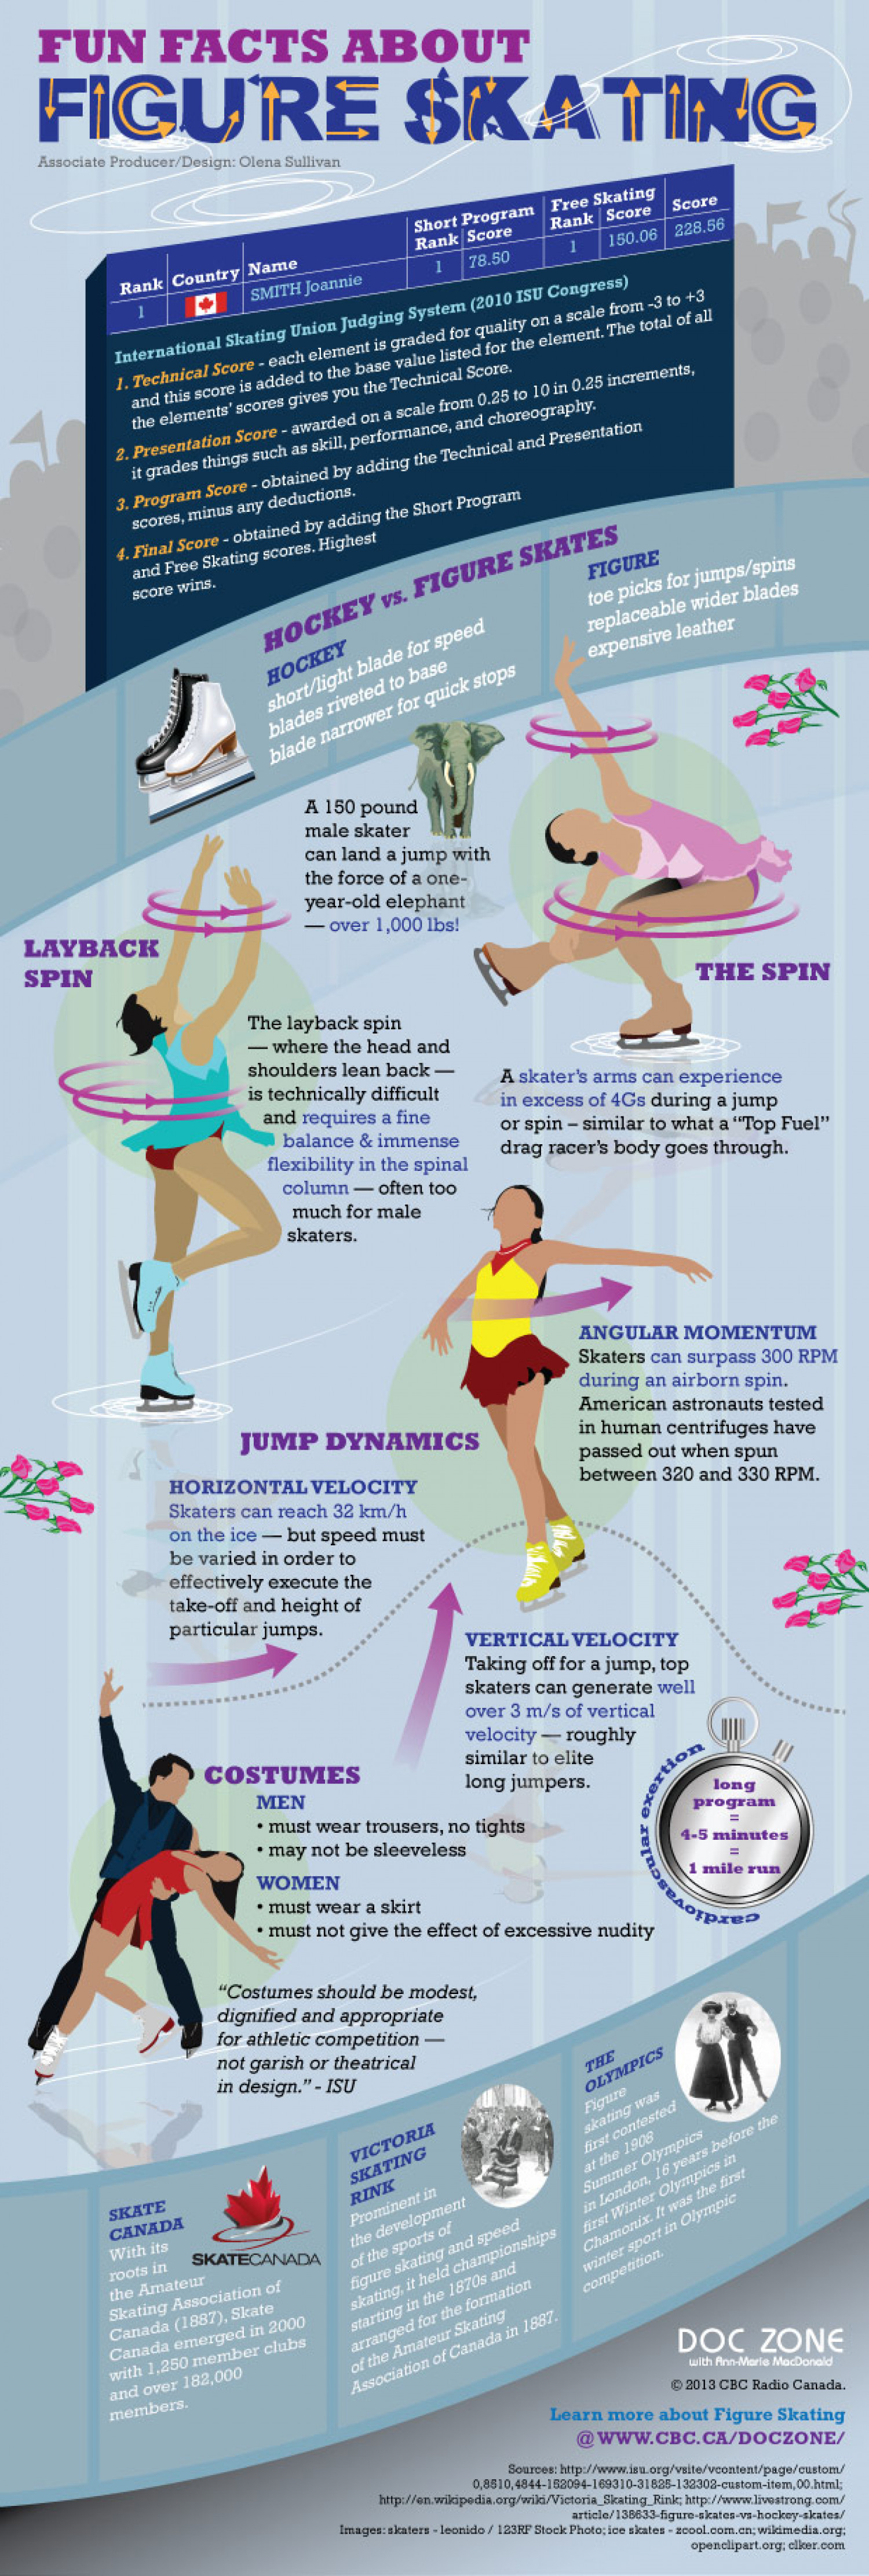 FUN FACTS ABOUT
FIGURE SKATING
Associate Producer/Design: Olena Sullivan
Rank Country Name Short Program Rank Score Free Skating Rank Score Score
1 SMITH Joannie 1 78.50 1 150.06 228.56
International Skating Union Judging System (2010 ISU Congress)
1. Technical Score - each element is graded for quality on a scale from -3 to +3
and this score is added to the base value listed for the element. The total of all
the elements' scores gives you the Technical Score.
2. Presentation Score - awarded on a scale from 0.25 to 10 in 0.25 increments,
it grades things such as skill, performance, and choreography.
3. Program Score - obtained by adding the Technical and Presentation
scores, minus any deductions.
4. Final Score - obtained by adding the Short Program
and Free Skating scores. Highest
score wins.
HOCKEY vs. FIGURE SKATES
HOCKEY
short/light blade for speed
blades riveted to base
blade narrower for quick stops
FIGURE
toe picks for jumps/spins
replaceable wider blades
expensive leather
A 150 pound
male skater
can land a jump with
the force of a one-
year-old elephant
— over 1,000 lbs!
LAYBACK
SPIN
The layback spin
— where the head and
shoulders lean back —
is technically difficult
and requires a fine
balance & immense
flexibility in the spinal
column — often too
much for male
skaters.
THE SPIN
A skater's arms can experience
in excess of 4Gs during a jump
or spin – similar to what a "Top Fuel"
drag racer's body goes through.
ANGULAR MOMENTUM
Skaters can surpass 300 RPM
during an airborn spin.
American astronauts tested
in human centrifuges have
passed out when spun
between 320 and 330 RPM.
JUMP DYNAMICS
HORIZONTAL VELOCITY
Skaters can reach 32 km/h
on the ice — but speed must
be varied in order to
effectively execute the
take-off and height of
particular jumps.
VERTICAL VELOCITY
Taking off for a jump, top
skaters can generate well
over 3 m/s of vertical
velocity — roughly
similar to elite
long jumpers.
cardiovascular exertion
long
program
=
4-5 minutes
=
1 mile run
COSTUMES
MEN
• must wear trousers, no tights
• may not be sleeveless
WOMEN
• must wear a skirt
• must not give the effect of excessive nudity
"Costumes should be modest,
dignified and appropriate
for athletic competition —
not garish or theatrical
in design." - ISU
SKATE
CANADA
With its
roots in
the Amateur
Skating Association of
Canada (1887), Skate
Canada emerged in 2000
with 1,250 member clubs
and over 182,000
members.
SKATECANADA
VICTORIA
SKATING
RINK
Prominent in
the development
of the sports of
figure skating and speed
skating, it held championships
starting in the 1870s and
arranged for the formation
of the Amateur Skating
Association of Canada in 1887.
THE
OLYMPICS
Figure
skating was
first contested
at the 1908
Summer Olympics
in London, 16 years before the
first Winter Olympics in
Chamonix. It was the first
winter sport in Olympic
competition.
DOC ZONE
with Ann-Marie MacDonald
© 2013 CBC Radio Canada.
Learn more about Figure Skating
@ WWW.CBC.CA/DOCZONE/
Sources: http://www.isu.org/vsite/vcontent/page/custom/
0,8510,4844-152094-169310-31825-132302-custom-item,00.html;
http://en.wikipedia.org/wiki/Victoria_Skating_Rink; http://www.livestrong.com/
article/138633-figure-skates-vs-hockey-skates/
Images: skaters - leonido / 123RF Stock Photo; ice skates - zcool.com.cn; wikimedia.org;
openclipart.org; clker.com